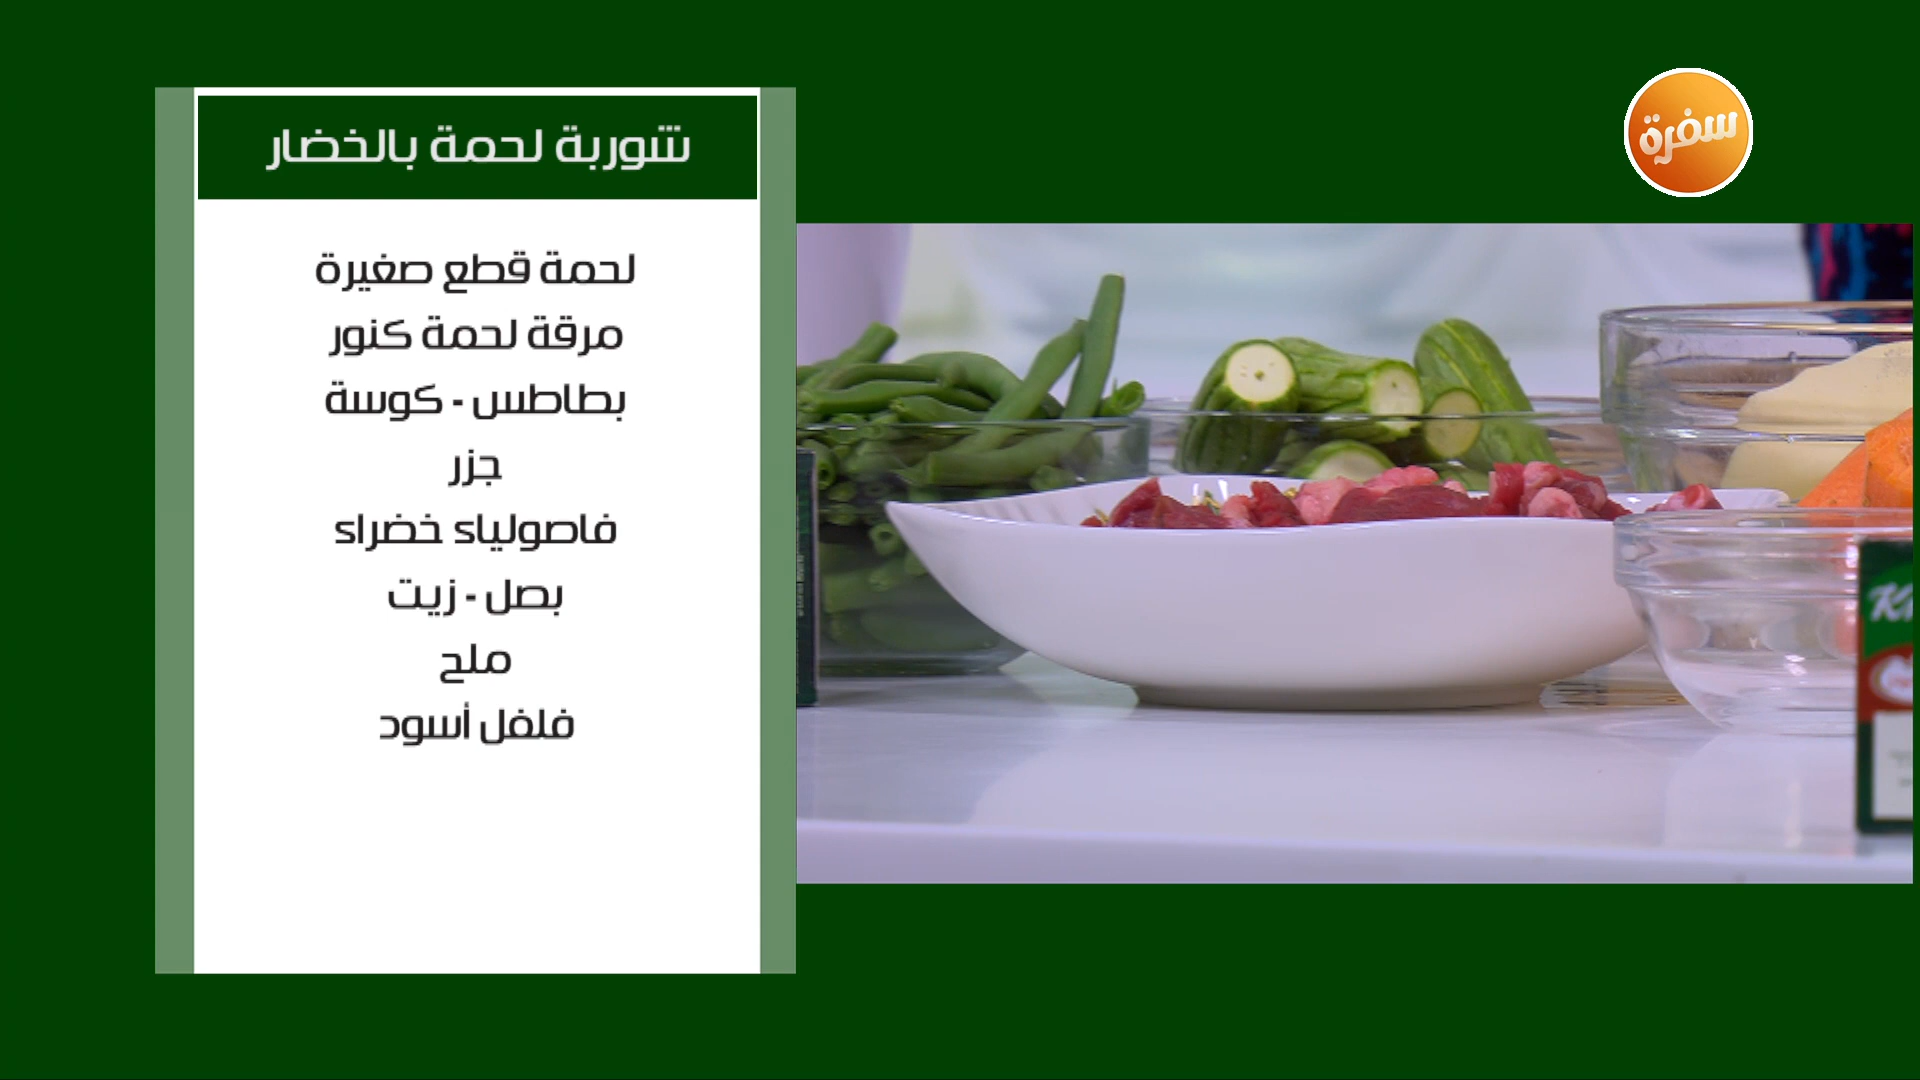 سفرة
شوربة لحمة بالخضار
لحمة قطع صغيرة
مرقة لحمة كنور
بطاطس - كوسة
جزر
فاصولياء خضراء
بصل - زيت
ملح
فلفل أسود